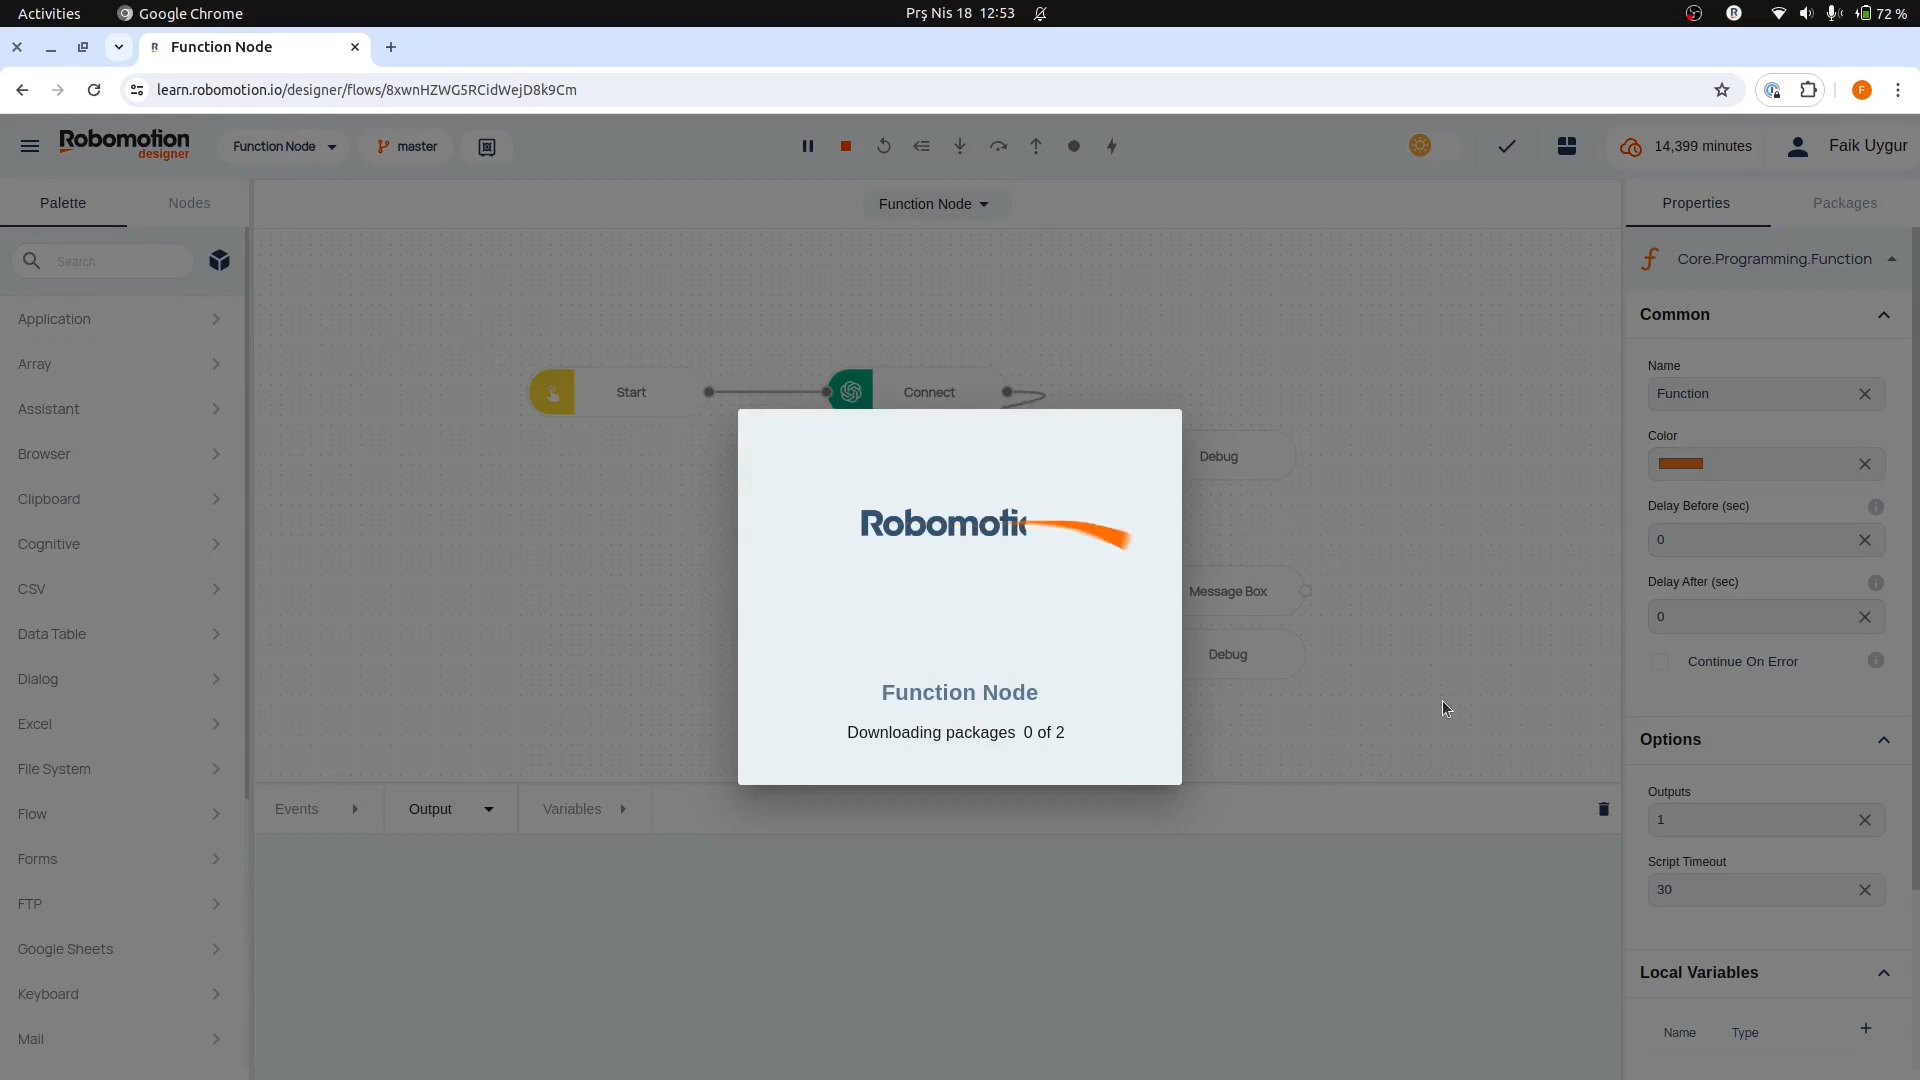 Activities
Google Chrome
Prş Nis 18 12:53
72 %
Function Node
learn.robomotion.io/designer/flows/8xwnHZWG5RCidWejD8k9Cm
F
Robomotion
designer
Function Node
master
14,399 minutes
Faik Uygur
Palette
Nodes
Function Node
Properties
Packages
Search
Core.Programming.Function
Application
Array
Assistant
Browser
Clipboard
Cognitive
CSV
Data Table
Dialog
Excel
File System
Flow
Forms
FTP
Google Sheets
Keyboard
Mail
Start
Connect
Debug
Message Box
Debug
Robomoti
Function Node
Downloading packages 0 of 2
Events
Output
Variables
Common
Name
Function
Color
Delay Before (sec)
0
Delay After (sec)
0
Continue On Error
Options
Outputs
1
Script Timeout
30
Local Variables
Name
Type